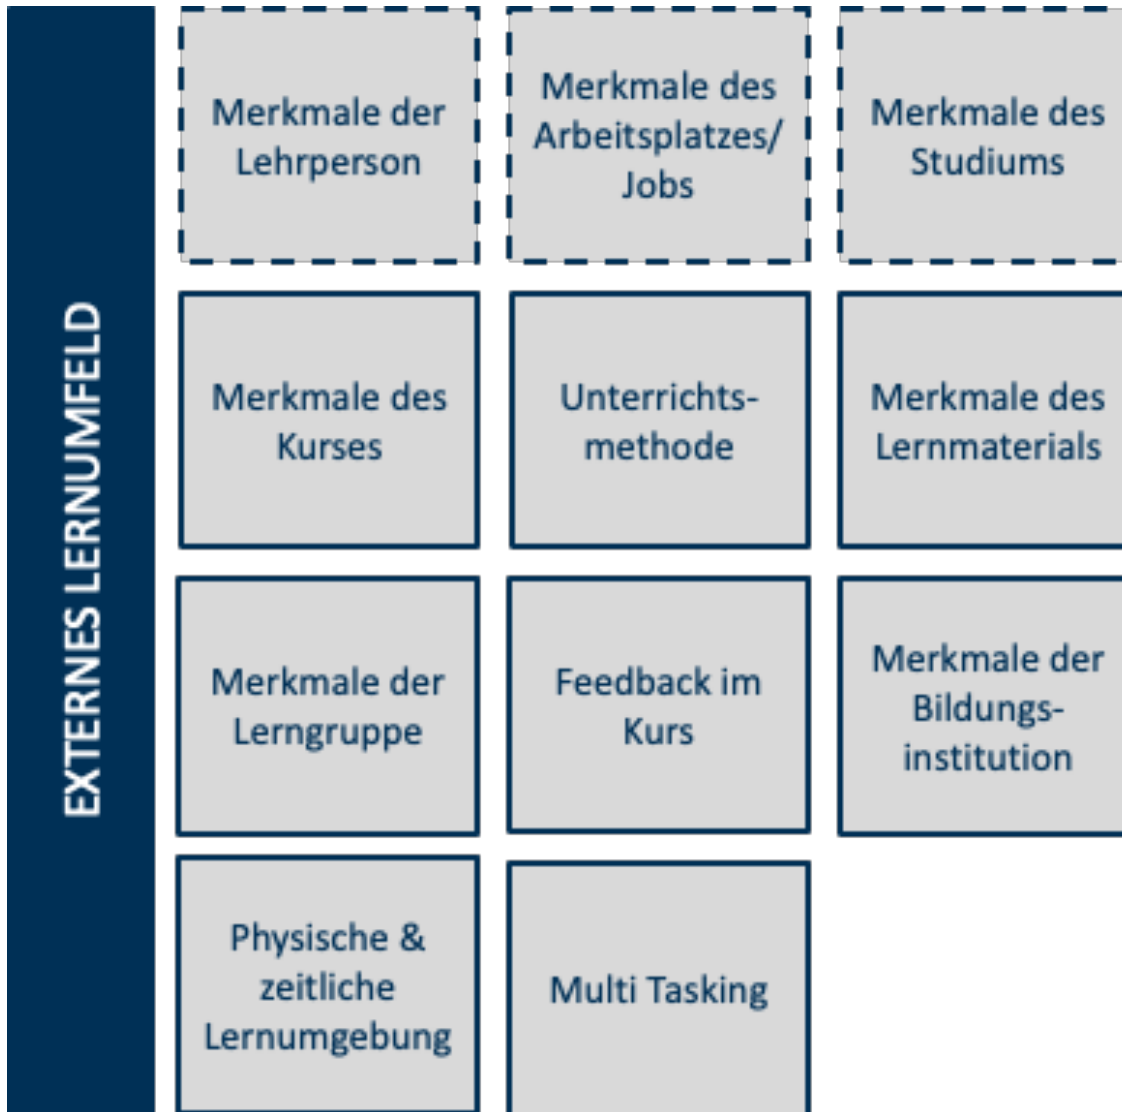 EXTERNES LERNUMFELD
Merkmale der
Lehrperson
Merkmale des
Arbeitsplatzes/
Jobs
Merkmale des
Studiums
Merkmale des
Kurses
Unterrichts-
methode
Merkmale des
Lernmaterials
Merkmale der
Lerngruppe
Feedback im
Kurs
Merkmale der
Bildungs-
institution
Physische &
zeitliche
Lernumgebung
Multi Tasking